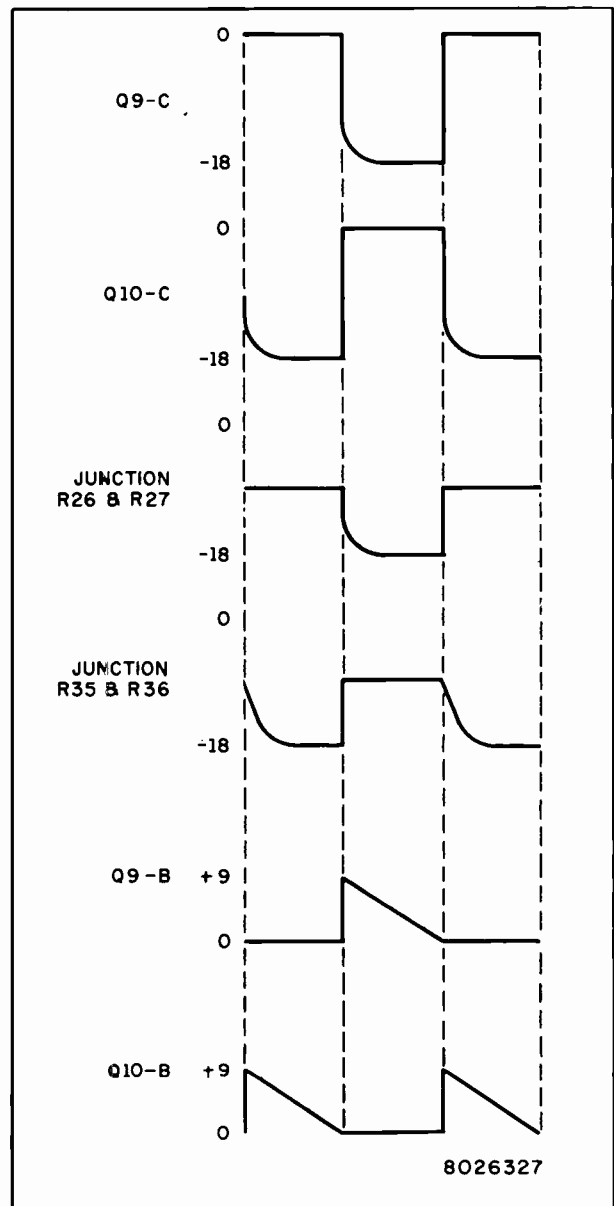 0
Q9-C
-18
0
Q10-C
-18
0
JUNCTION
R26 & R27
-18
0
JUNCTION
R35 & R36
-18
Q9-B +9
0
Q10-B +9
0
8026327